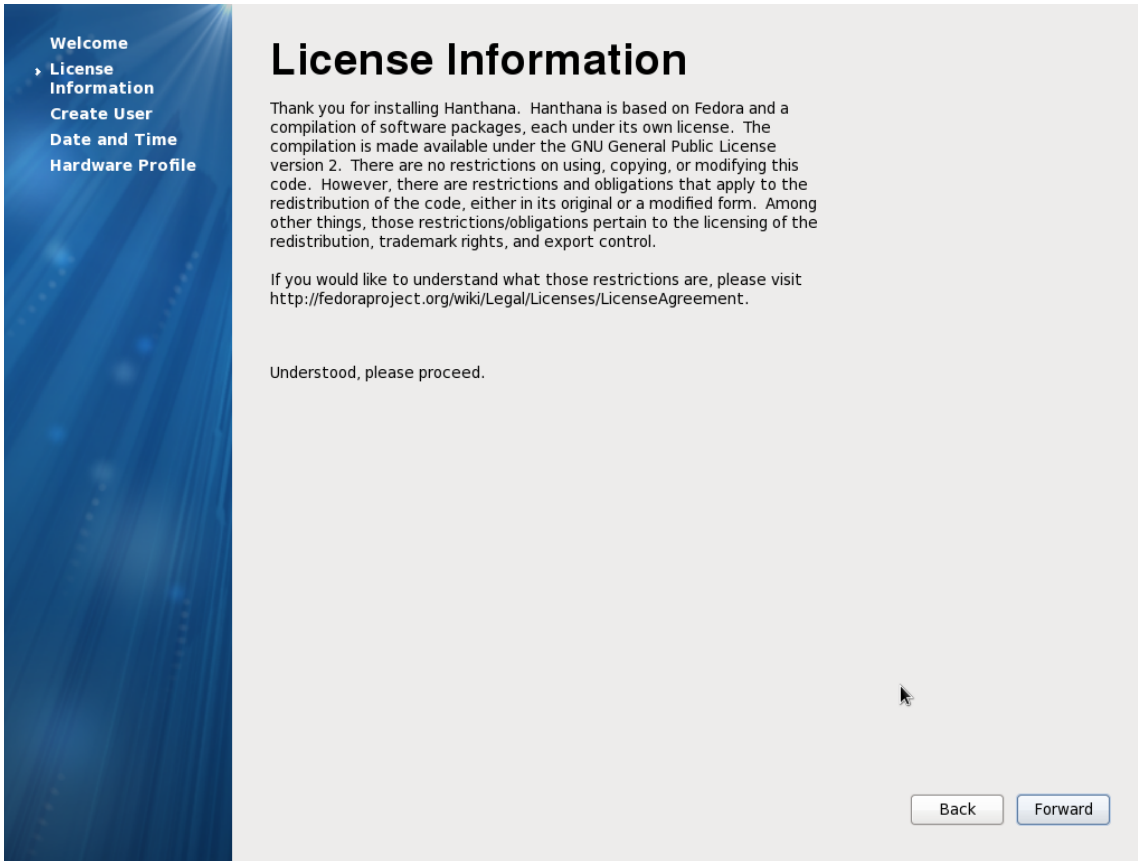 Welcome
License
Information
Create User
Date and Time
Hardware Profile
License Information
Thank you for installing Hanthana.  Hanthana is based on Fedora and a
compilation of software packages, each under its own license.  The
compilation is made available under the GNU General Public License
version 2.  There are no restrictions on using, copying, or modifying this
code.  However, there are restrictions and obligations that apply to the
redistribution of the code, either in its original or a modified form.  Among
other things, those restrictions/obligations pertain to the licensing of the
redistribution, trademark rights, and export control.
If you would like to understand what those restrictions are, please visit
http://fedoraproject.org/wiki/Legal/Licenses/LicenseAgreement.
Understood, please proceed.
Back
Forward